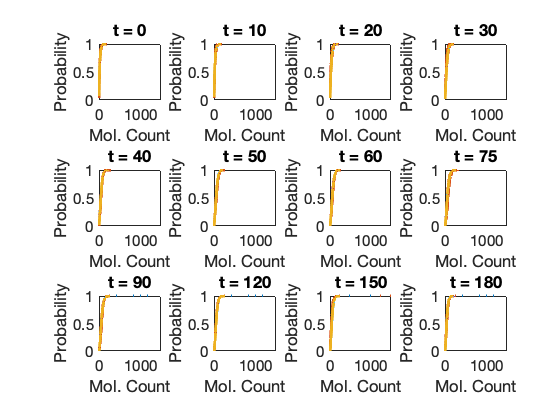 t = 0 t = 10 t = 20 t = 30
Probability Probability Probability Probability
1 1 1 1
0.5 0.5 0.5 0.5
0 0 0 0
0 1000 0 1000 0 1000 0 1000
Mol. Count Mol. Count Mol. Count Mol. Count
t = 40 t = 50 t = 60 t = 75
Probability Probability Probability Probability
1 1 1 1
0.5 0.5 0.5 0.5
0 0 0 0
0 1000 0 1000 0 1000 0 1000
Mol. Count Mol. Count Mol. Count Mol. Count
t = 90 t = 120 t = 150 t = 180
Probability Probability Probability Probability
1 1 1 1
0.5 0.5 0.5 0.5
0 0 0 0
0 1000 0 1000 0 1000 0 1000
Mol. Count Mol. Count Mol. Count Mol. Count